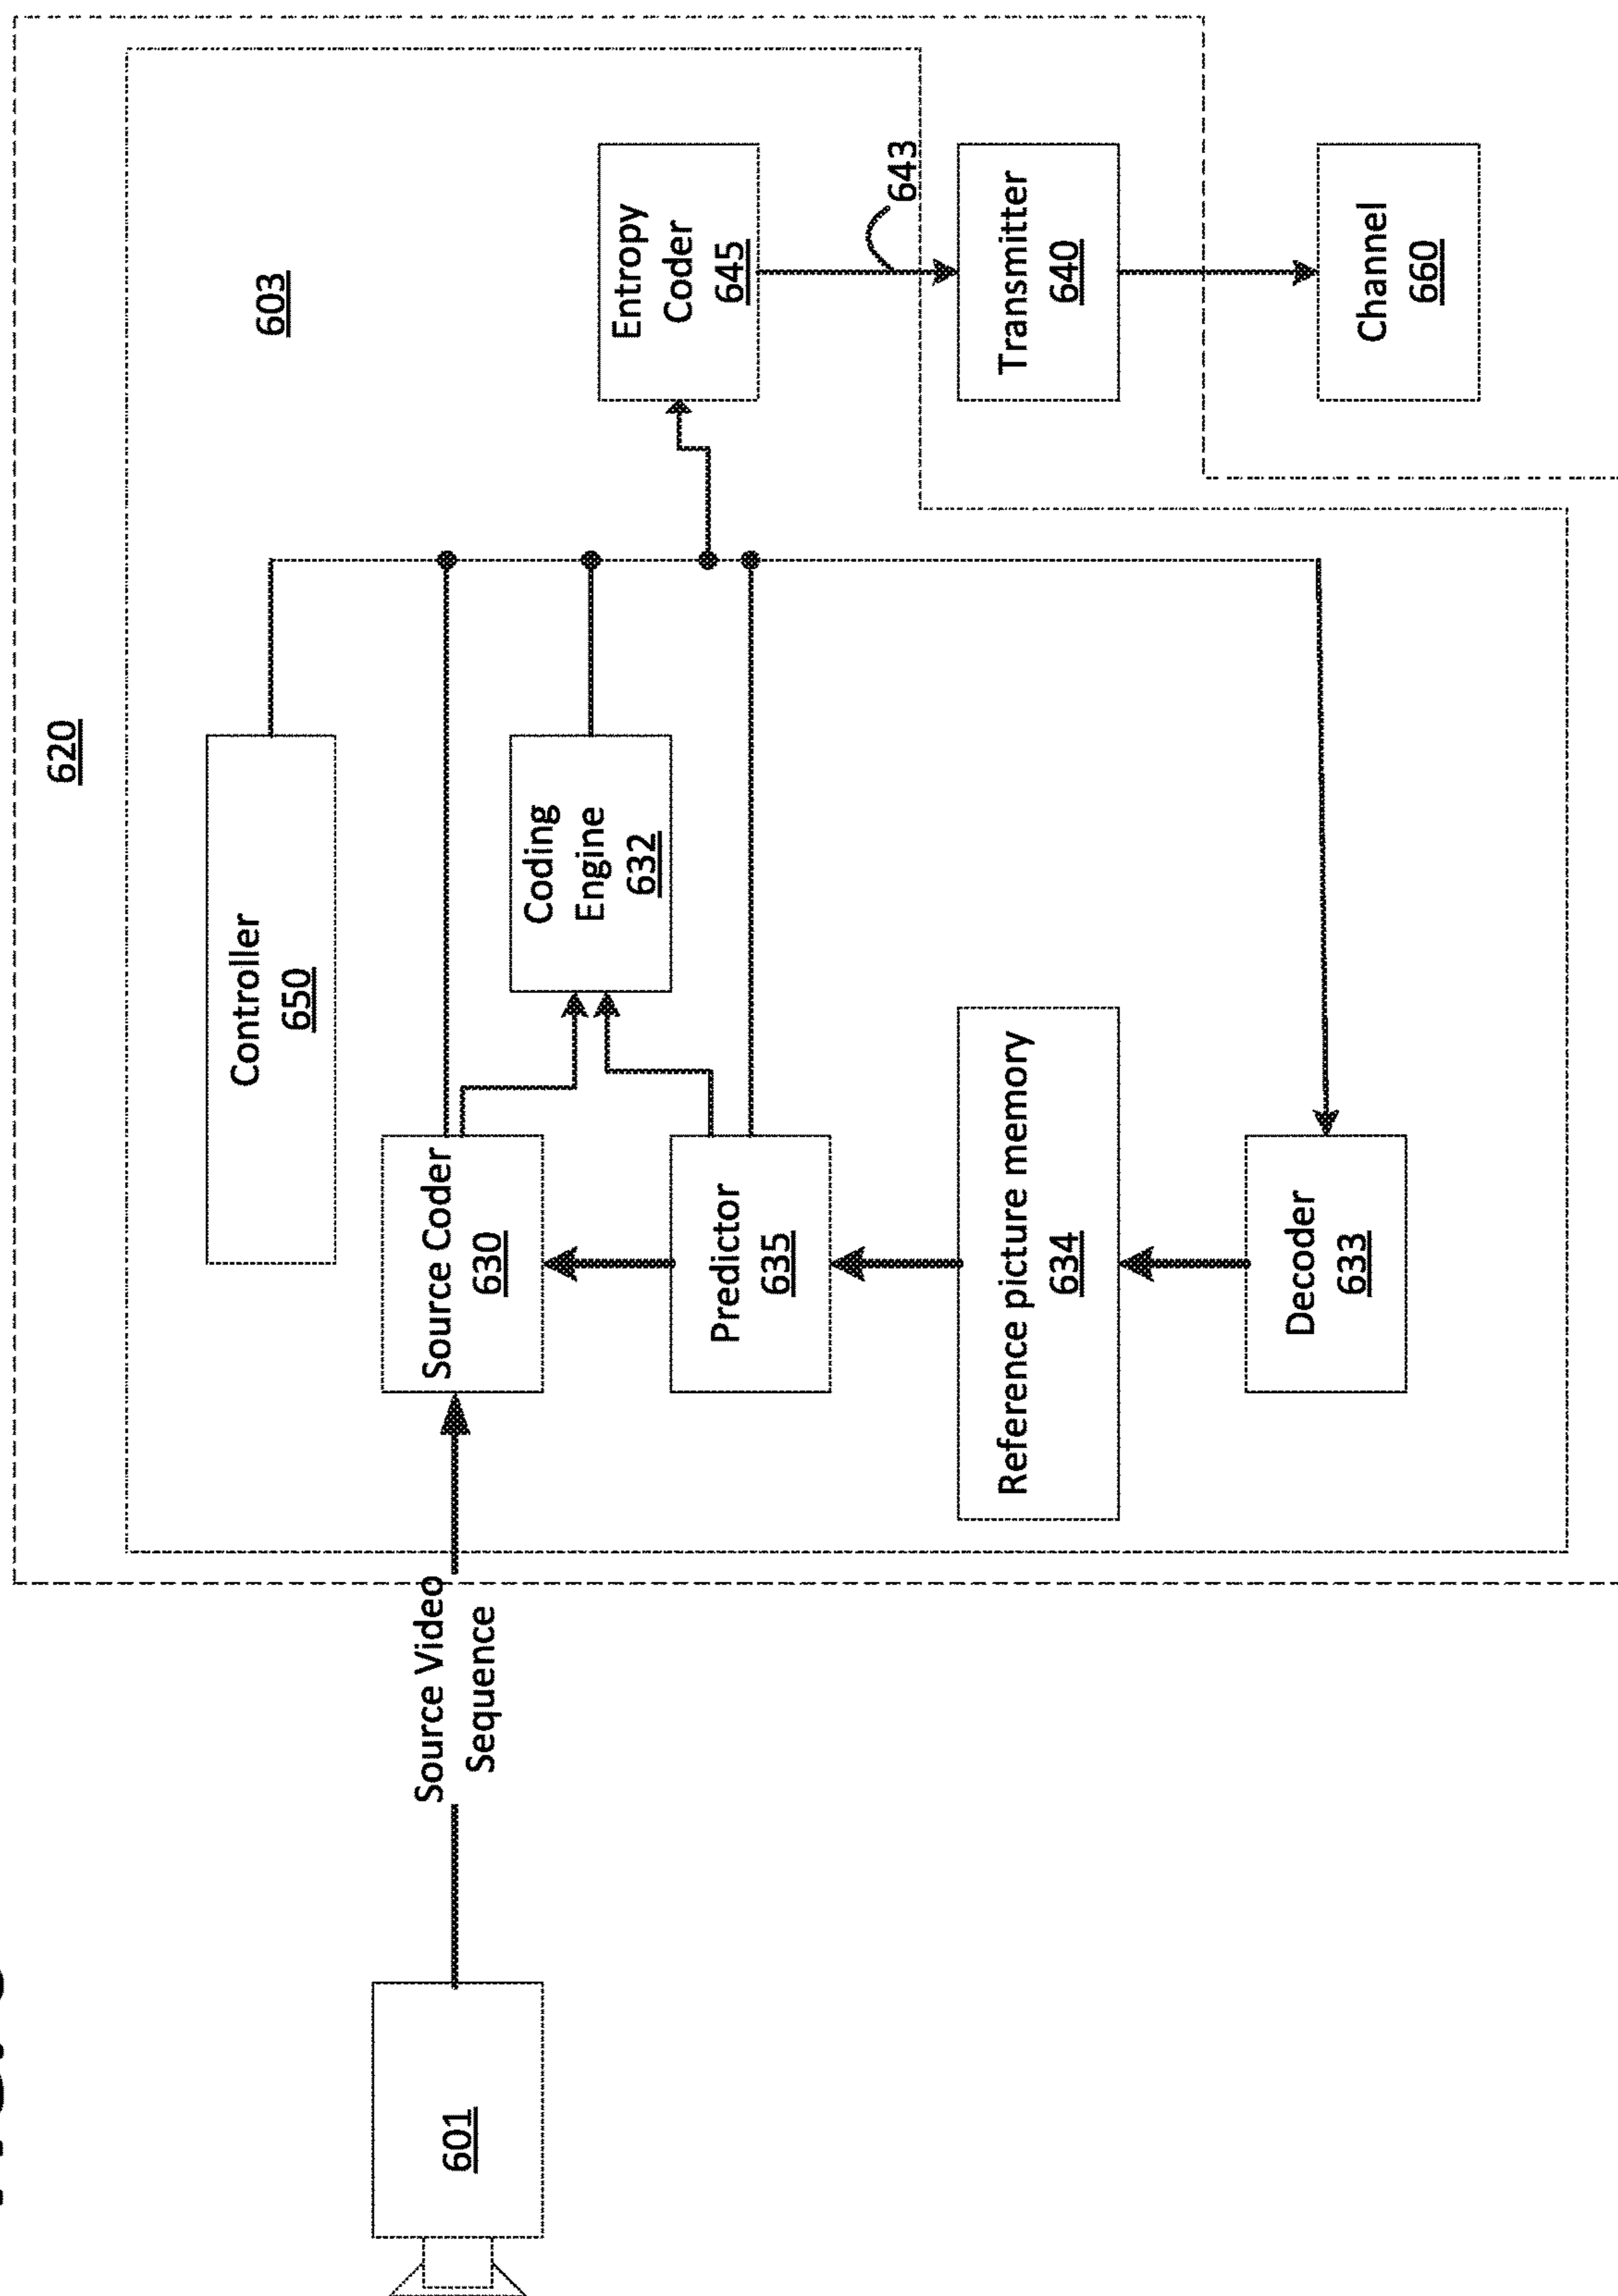 620
603
Controller
650
Source Video
Sequence
601
Source Coder
630
Coding
Engine
632
Entropy
Coder
645
643
Predictor
635
Reference picture memory
634
Transmitter
640
Decoder
633
Channel
660